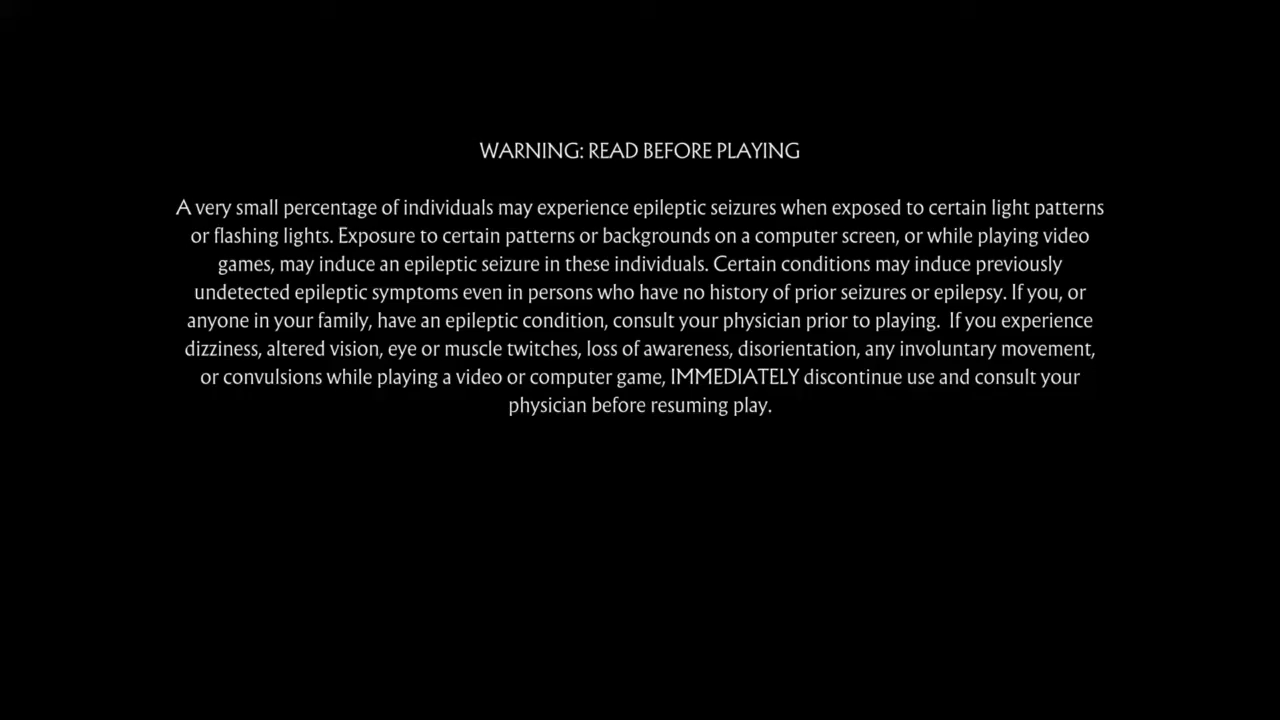 WARNING: READ BEFORE PLAYING
A very small percentage of individuals may experience epileptic seizures when exposed to certain light patterns
or flashing lights. Exposure to certain patterns or backgrounds on a computer screen, or while playing video
games, may induce an epileptic seizure in these individuals. Certain conditions may induce previously
undetected epileptic symptoms even in persons who have no history of prior seizures or epilepsy. If you, or
anyone in your family, have an epileptic condition, consult your physician prior to playing.  If you experience
dizziness, altered vision, eye or muscle twitches, loss of awareness, disorientation, any involuntary movement,
or convulsions while playing a video or computer game, IMMEDIATELY discontinue use and consult your
physician before resuming play.